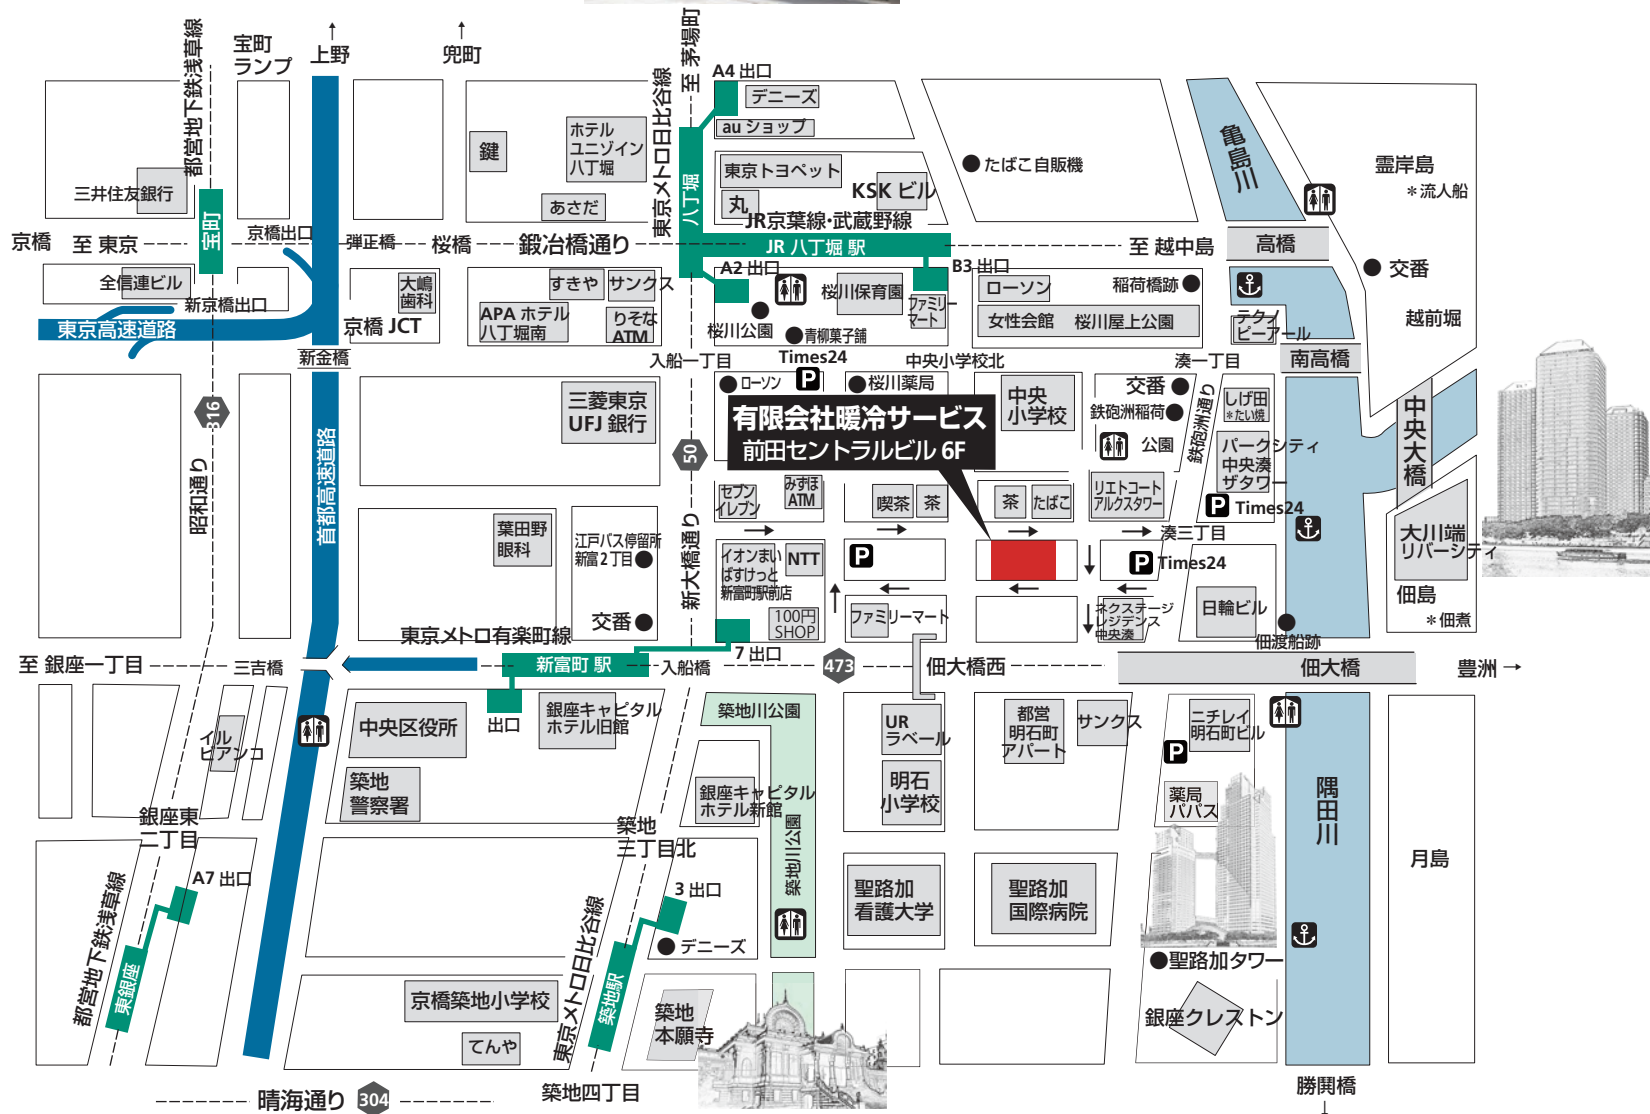 宝町
ランプ
上野
兜町
都営地下鉄浅草線
東京メトロ日比谷線
至 茅場町
A4 出口
デニーズ
au ショップ
鍵
ホテル
ユニゾイン
八丁堀
あさだ
三井住友銀行
宝町
八丁堀
東京トヨペット
丸
KSK ビル
たばこ自販機
亀島川
霊岸島
＊流人船
JR京葉線・武蔵野線
京橋
至 東京
京橋出口
弾正橋
桜橋
鍛冶橋通り
JR 八丁堀 駅
至 越中島
高橋
全信連ビル
新京橋出口
大嶋
歯科
すきや
サンクス
A2 出口
B3 出口
桜川保育園
ファミリー
マート
ローソン
稲荷橋跡
交番
東京高速道路
京橋 JCT
APA ホテル
八丁堀南
りそな
ATM
桜川公園
青柳菓子舗
女性会館
桜川屋上公園
テクノ
ピーアール
越前堀
新金橋
入船一丁目
Times24
P
中央小学校北
湊一丁目
南高橋
ローソン
桜川薬局
中央
小学校
交番
鉄砲洲稲荷
公園
鉄砲洲通り
しげ田
＊たい焼
パークシティ
中央湊
ザタワー
中央大橋
316
昭和通り
首都高速道路
三菱東京
UFJ 銀行
50
新大橋通り
有限会社暖冷サービス
前田セントラルビル 6F
セブン
イレブン
みずほ
ATM
喫茶
茶
茶
たばこ
リエトコート
アルクスタワー
P
Times24
湊三丁目
大川端
リバーシティ
葉田野
眼科
江戸バス停留所
新富 2 丁目
イオンまい
ばすけっと
新富町駅前店
NTT
P
P
Times24
佃島
＊佃煮
交番
100円
SHOP
ファミリーマート
ネクステージ
レジデンス
中央湊
日輪ビル
佃渡船跡
東京メトロ有楽町線
至 銀座一丁目
三吉橋
新富町 駅
7 出口
入船橋
473
佃大橋西
佃大橋
豊洲
イル
ビアンコ
中央区役所
出口
銀座キャピタル
ホテル旧館
築地川公園
UR
ラベール
都営
明石町
アパート
サンクス
ニチレイ
明石町ビル
P
築地
警察署
銀座キャピタル
ホテル新館
明石
小学校
薬局
パパス
隅田川
銀座東
二丁目
築地
三丁目北
築地川公園
月島
A7 出口
3 出口
聖路加
看護大学
聖路加
国際病院
都営地下鉄浅草線
東銀座
東京メトロ日比谷線
築地駅
デニーズ
聖路加タワー
京橋築地小学校
てんや
築地
本願寺
銀座クレストン
晴海通り
304
築地四丁目
勝鬨橋